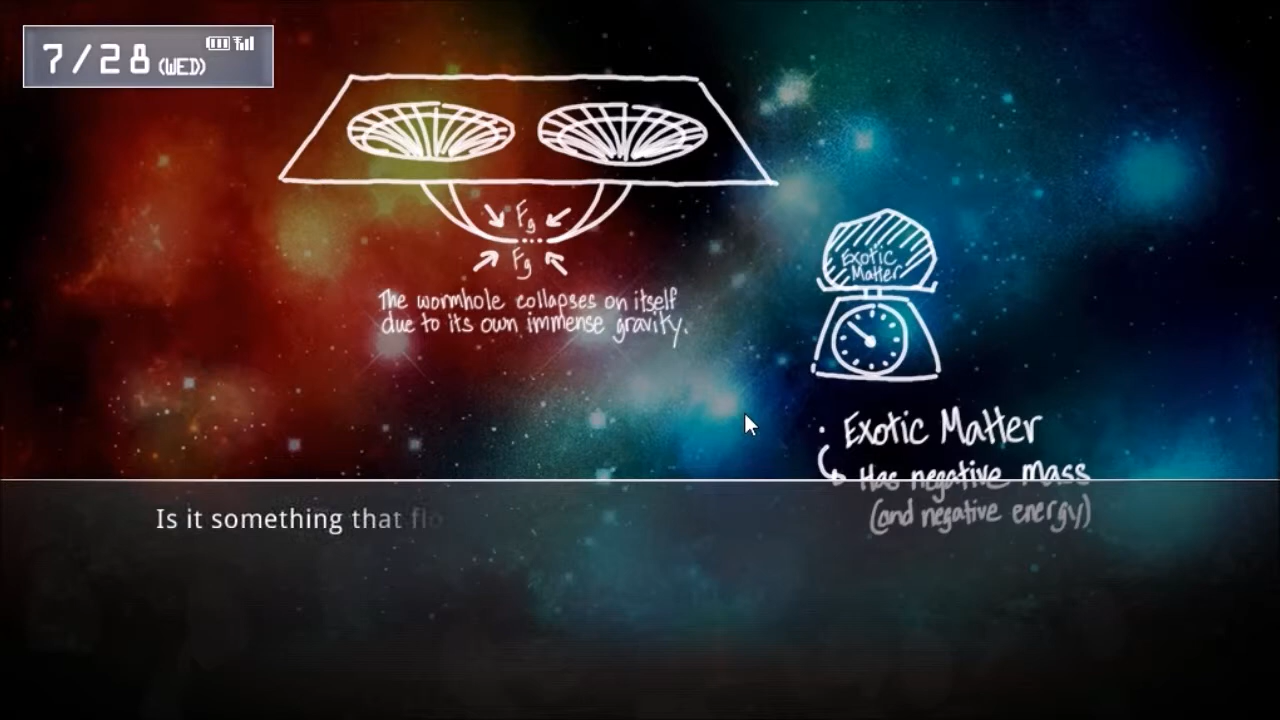 7/28 (WED)
Fg
Fg
The wormhole collapses on itself
due to its own immense gravity.
Exotic
Matter
Exotic Matter
Has negative mass
(and negative energy)
Is it something that flo